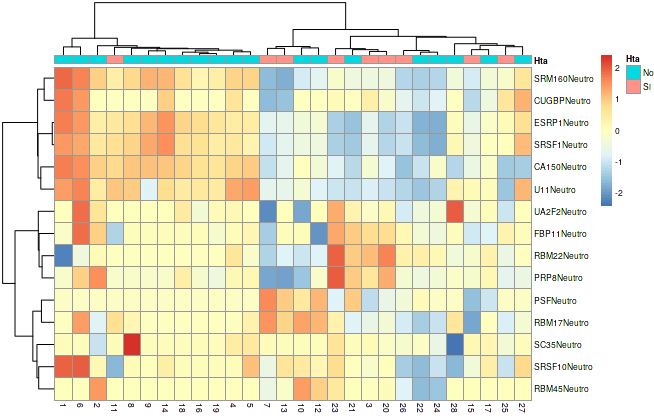 Hta
Hta
No
SI
SRM160Neutro
CUGBPNeutro
ESRP1Neutro
SRSF1Neutro
CA150Neutro
U11Neutro
UA2F2Neutro
FBP11Neutro
RBM22Neutro
PRP8Neutro
PSFNeutro
RBM17Neutro
SC35Neutro
SRSF10Neutro
RBM45Neutro
2
1
0
-1
-2
1 6 2 11 8 9 14 18 16 19 4 5 7 13 10 12 23 21 3 20 26 22 24 28 15 17 25 27